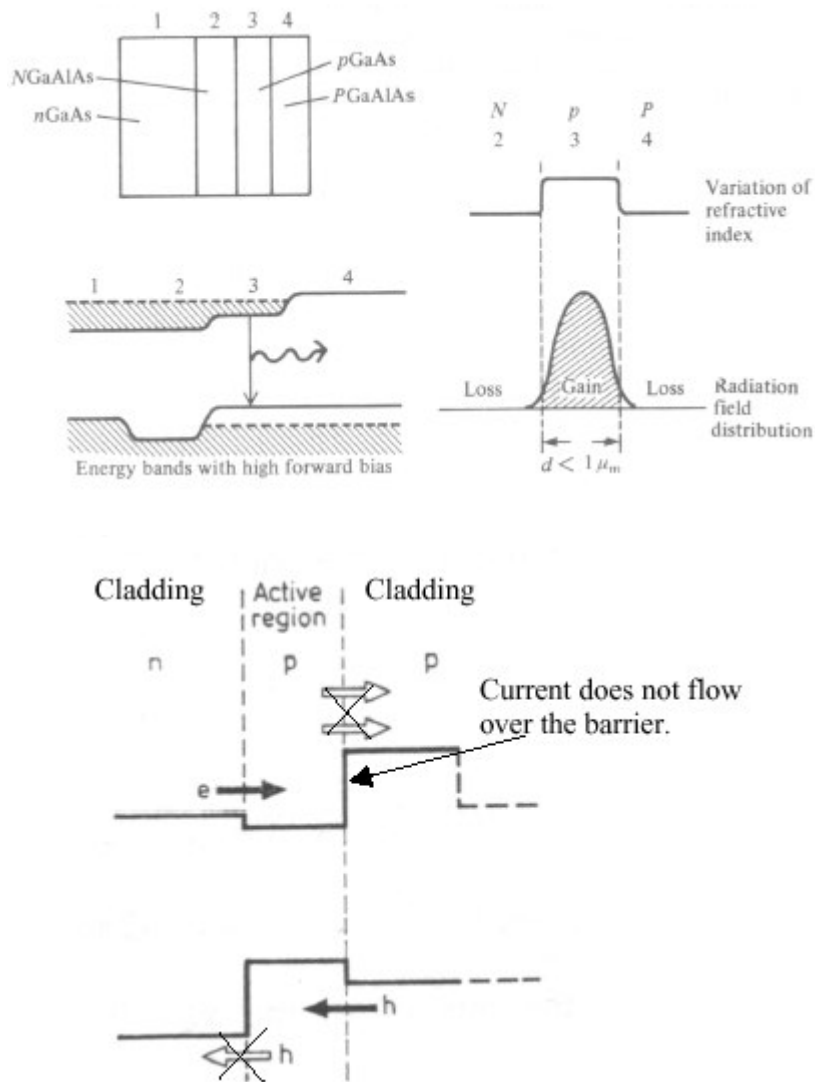 1 2 3 4
NGaAlAs
nGaAs
pGaAs
PGaAlAs
N p P
2 3 4
Variation of
refractive
index
1 2 3 4
Energy bands with high forward bias
Loss Gain Loss
Radiation
field
distribution
d < 1 μm
Cladding
Active
region
Cladding
n p p
Current does not flow
over the barrier.
e
h
h